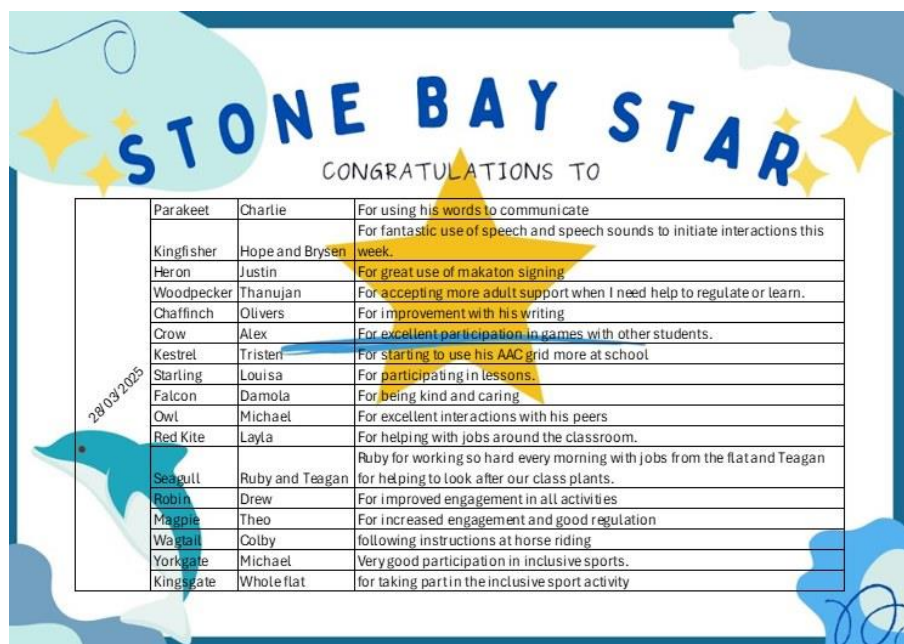 STONE BAY STAR
CONGRATULATIONS TO
28/03/2025
Parakeet Charlie For using his words to communicate
For fantastic use of speech and speech sounds to initiate interactions this
Kingfisher Hope and Brysen week.
Heron Justin For great use of makaton signing
Woodpecker Thanujan For accepting more adult support when I need help to regulate or learn.
Chaffinch Olivers For improvement with his writing
Crow Alex For excellent participation in games with other students.
Kestrel Tristen For starting to use his AAC grid more at school
Starling Louisa For participating in lessons.
Falcon Damola For being kind and caring
Owl Michael For excellent interactions with his peers
Red Kite Layla For helping with jobs around the classroom.
Ruby for working so hard every morning with jobs from the flat and Teagan
Seagull Ruby and Teagan for helping to look after our class plants.
Robin Drew For improved engagement in all activities
Magpie Theo For increased engagement and good regulation
Wagtail Colby following instructions at horse riding
Yorkgate Michael Very good participation in inclusive sports.
Kingsgate Whole flat for taking part in the inclusive sport activity